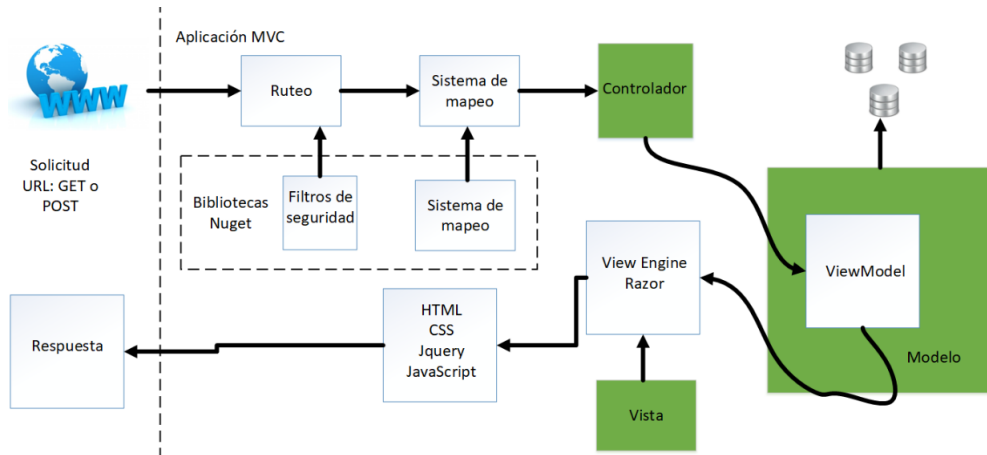 Aplicación MVC
WWW
Solicitud
URL: GET o
POST
Ruteo
Sistema de
mapeo
Controlador
Bibliotecas
Nuget
Filtros de
seguridad
Sistema de
mapeo
ViewModel
Modelo
View Engine
Razor
Vista
HTML
CSS
Jquery
JavaScript
Respuesta